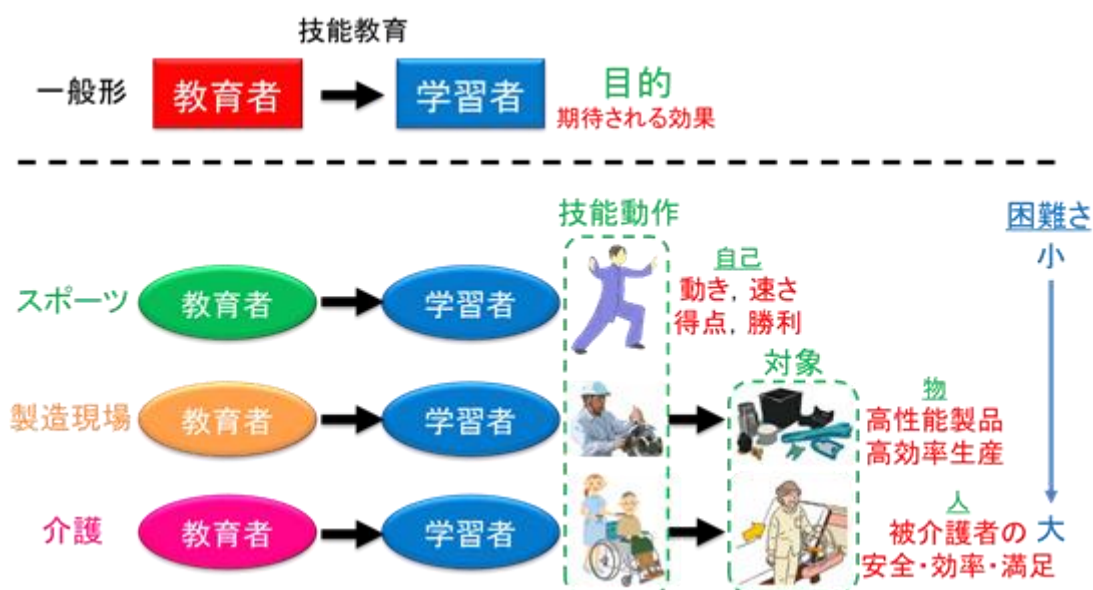 技能教育
一般形 教育者 学習者 目的
期待される効果
技能動作 困難さ
小
スポーツ 教育者 学習者 自己
動き，速さ
得点，勝利
対象
製造現場 教育者 学習者 物
高性能製品
高効率生産
介護 教育者 学習者 人
被介護者の 大
安全・効率・満足